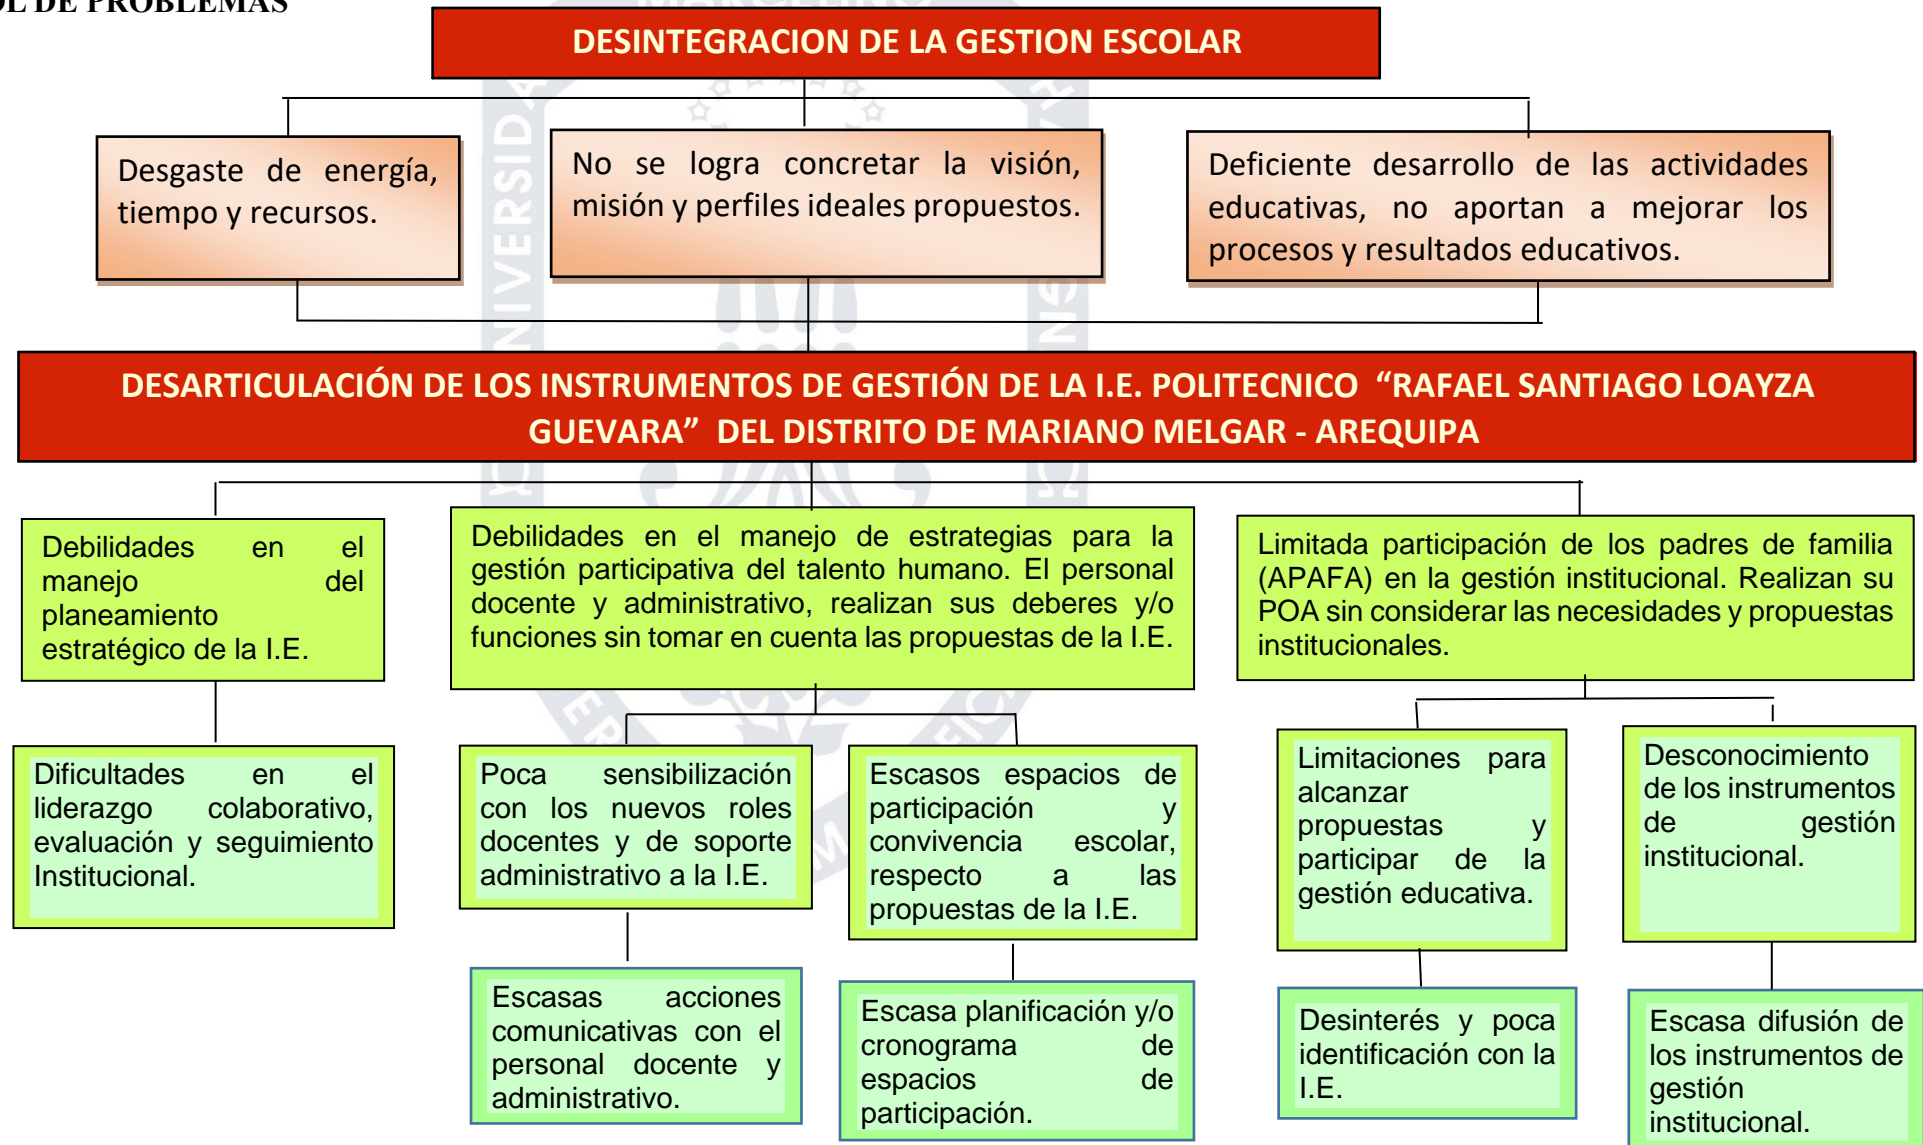 OL DE PROBLEMAS
DESINTEGRACION DE LA GESTION ESCOLAR
Desgaste de energía,
tiempo y recursos.
No se logra concretar la visión,
misión y perfiles ideales propuestos.
Deficiente desarrollo de las actividades
educativas, no aportan a mejorar los
procesos y resultados educativos.
DESARTICULACIÓN DE LOS INSTRUMENTOS DE GESTIÓN DE LA I.E. POLITECNICO “RAFAEL SANTIAGO LOAYZA
GUEVARA” DEL DISTRITO DE MARIANO MELGAR - AREQUIPA
Debilidades en el
manejo del
planeamiento
estratégico de la I.E.
Debilidades en el manejo de estrategias para la
gestión participativa del talento humano. El personal
docente y administrativo, realizan sus deberes y/o
funciones sin tomar en cuenta las propuestas de la I.E.
Limitada participación de los padres de familia
(APAFA) en la gestión institucional. Realizan su
POA sin considerar las necesidades y propuestas
institucionales.
Dificultades en el
liderazgo colaborativo,
evaluación y seguimiento
Institucional.
Poca sensibilización
con los nuevos roles
docentes y de soporte
administrativo a la I.E.
Escasos espacios de
participación y
convivencia escolar,
respecto a las
propuestas de la I.E.
Limitaciones para
alcanzar
propuestas y
participar de la
gestión educativa.
Desconocimiento
de los instrumentos
de gestión
institucional.
Escasas acciones
comunicativas con el
personal docente y
administrativo.
Escasa planificación y/o
cronograma de
espacios de
participación.
Desinterés y poca
identificación con la
I.E.
Escasa difusión de
los instrumentos de
gestión
institucional.